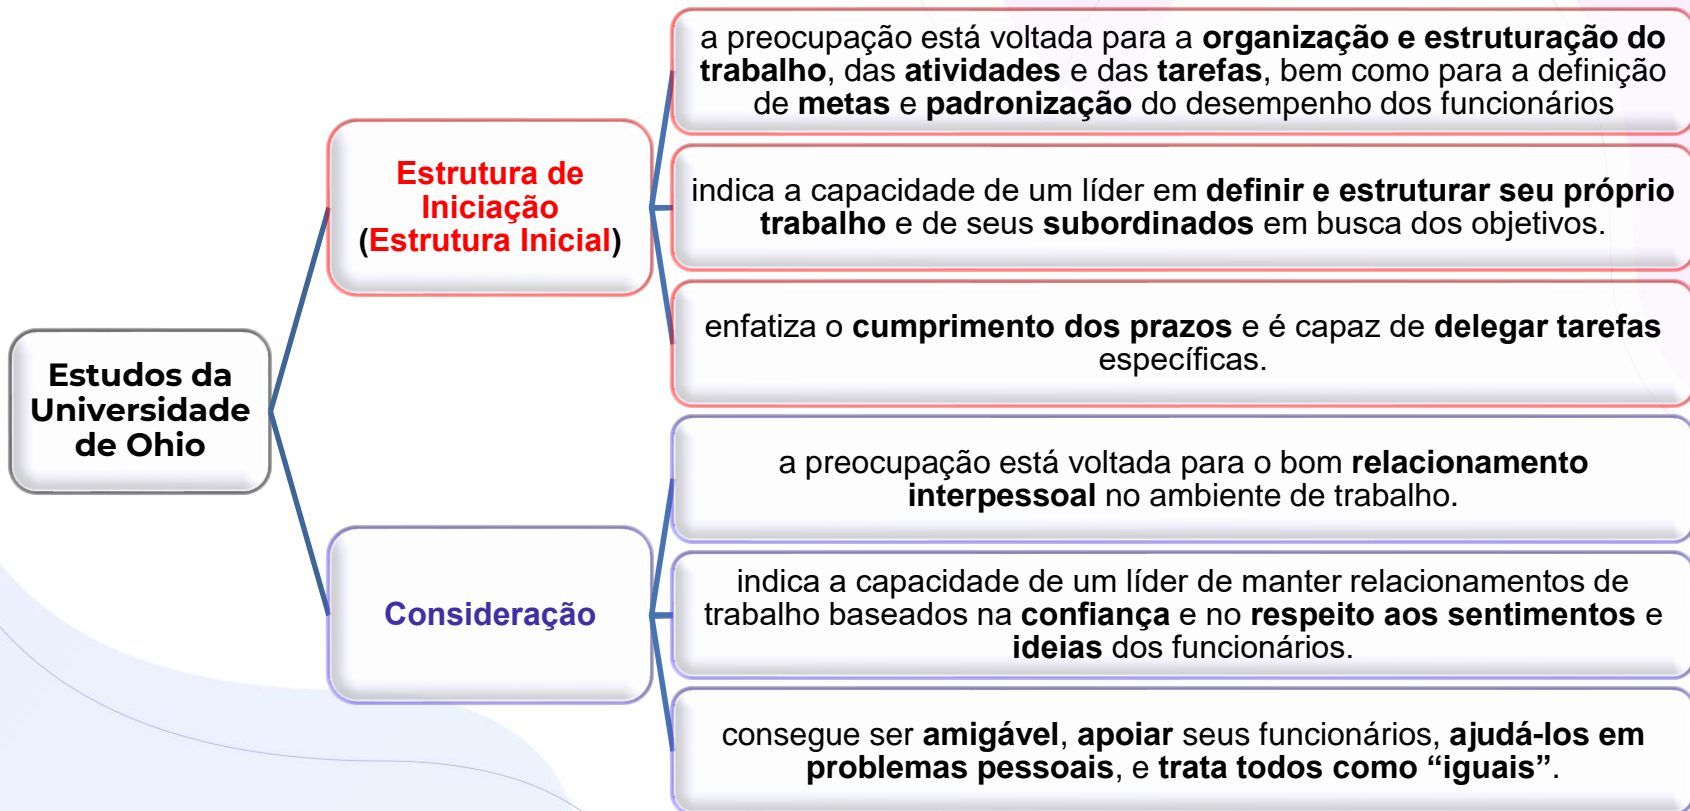 a preocupação está voltada para a organização e estruturação do
trabalho, das atividades e das tarefas, bem como para a definição
de metas e padronização do desempenho dos funcionários
Estrutura de
Iniciação
(Estrutura Inicial)
indica a capacidade de um líder em definir e estruturar seu próprio
trabalho e de seus subordinados em busca dos objetivos.
enfatiza o cumprimento dos prazos e é capaz de delegar tarefas
específicas.
Estudos da
Universidade
de Ohio
a preocupação está voltada para o bom relacionamento
interpessoal no ambiente de trabalho.
Consideração
indica a capacidade de um líder de manter relacionamentos de
trabalho baseados na confiança e no respeito aos sentimentos e
ideias dos funcionários.
consegue ser amigável, apoiar seus funcionários, ajudá-los em
problemas pessoais, e trata todos como “iguais”.